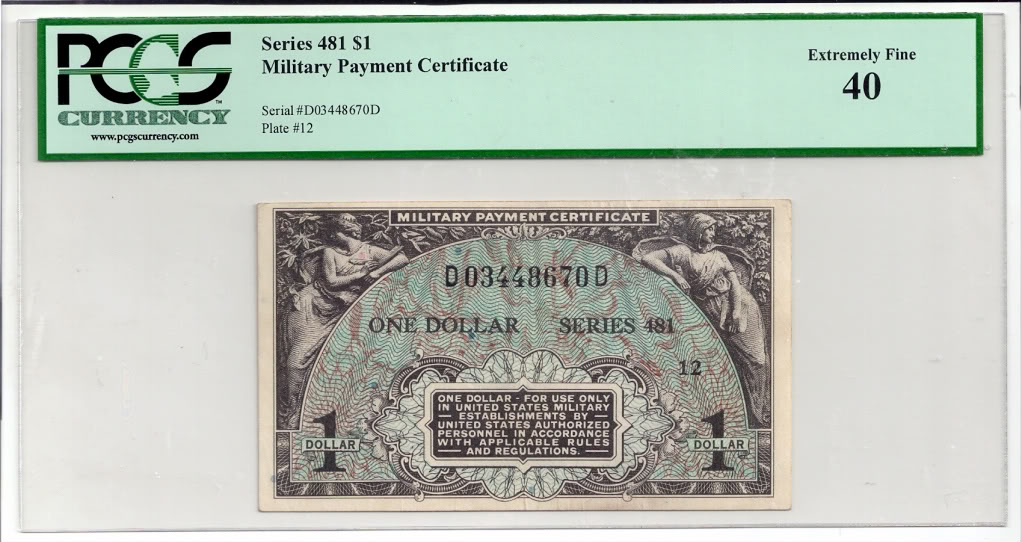 PCGS
CURRENCY
www.pcgscurrency.com
Series 481 $1
Military Payment Certificate
Serial #D03448670D
Plate #12
Extremely Fine
40
MILITARY PAYMENT CERTIFICATE
D03448670D
ONE DOLLAR SERIES 481
12
ONE DOLLAR - FOR USE ONLY
IN UNITED STATES MILITARY
ESTABLISHMENTS BY
UNITED STATES AUTHORIZED
PERSONNEL IN ACCORDANCE
WITH APPLICABLE RULES
AND REGULATIONS.
1 DOLLAR
1 DOLLAR